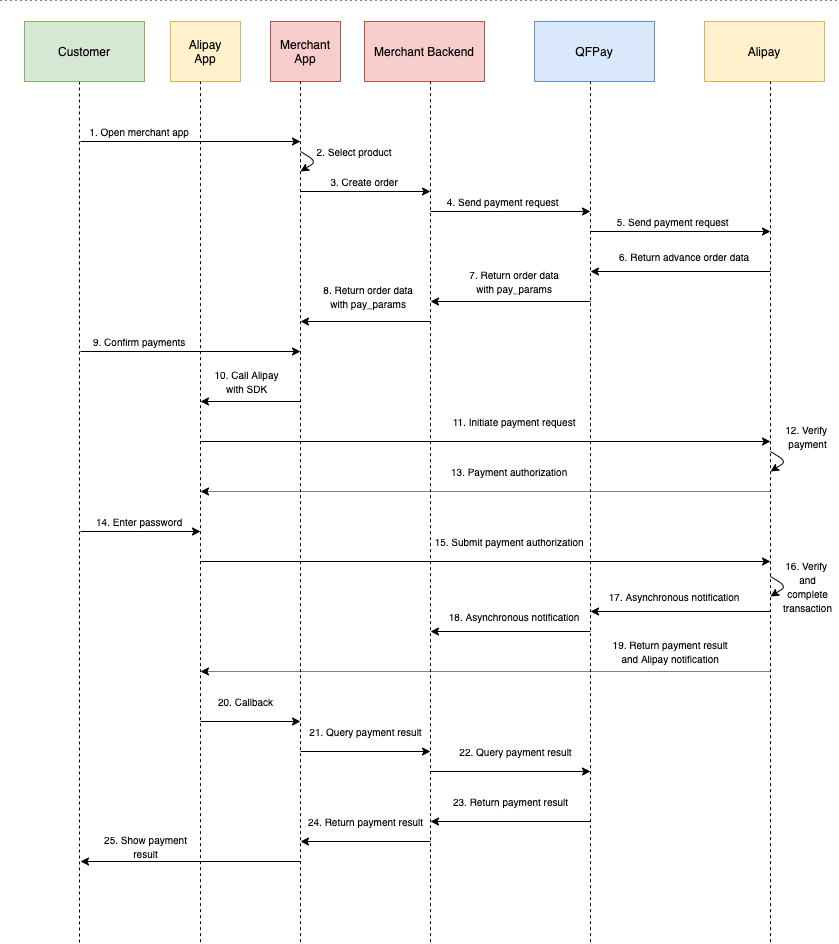 Customer
Alipay
App
Merchant
App
Merchant Backend
QFPay
Alipay
1. Open merchant app
2. Select product
3. Create order
4. Send payment request
5. Send payment request
6. Return advance order data
7. Return order data
with pay_params
8. Return order data
with pay_params
9. Confirm payments
10. Call Alipay
with SDK
11. Initiate payment request
12. Verify
payment
13. Payment authorization
14. Enter password
15. Submit payment authorization
16. Verify
and
complete
transaction
17. Asynchronous notification
18. Asynchronous notification
19. Return payment result
and Alipay notification
20. Callback
21. Query payment result
22. Query payment result
23. Return payment result
24. Return payment result
25. Show payment
result